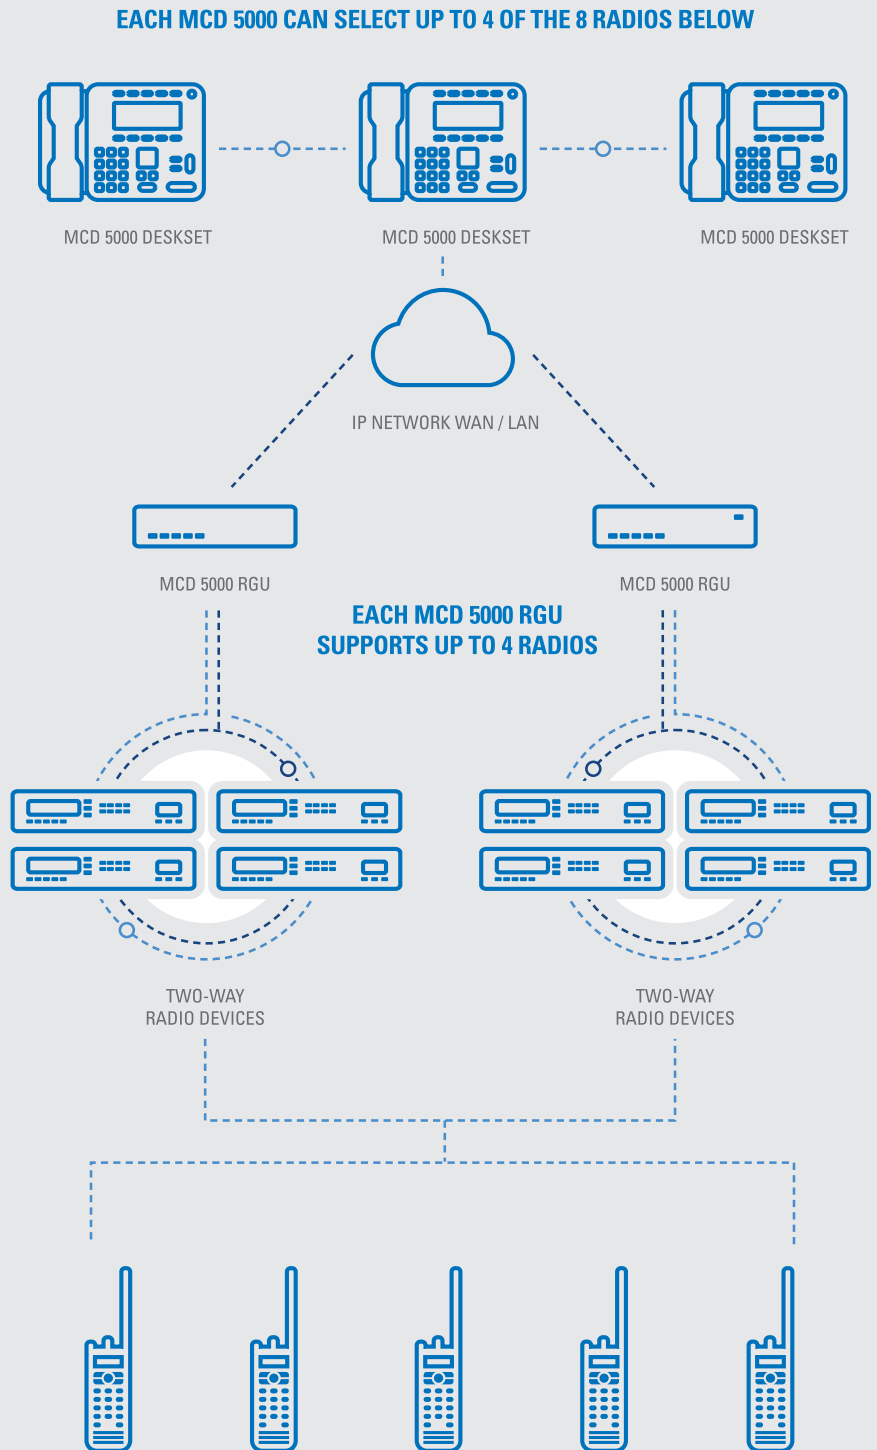 EACH MCD 5000 CAN SELECT UP TO 4 OF THE 8 RADIOS BELOW
MCD 5000 DESKSET
MCD 5000 DESKSET
MCD 5000 DESKSET
IP NETWORK WAN / LAN
MCD 5000 RGU
MCD 5000 RGU
EACH MCD 5000 RGU
SUPPORTS UP TO 4 RADIOS
TWO-WAY
RADIO DEVICES
TWO-WAY
RADIO DEVICES